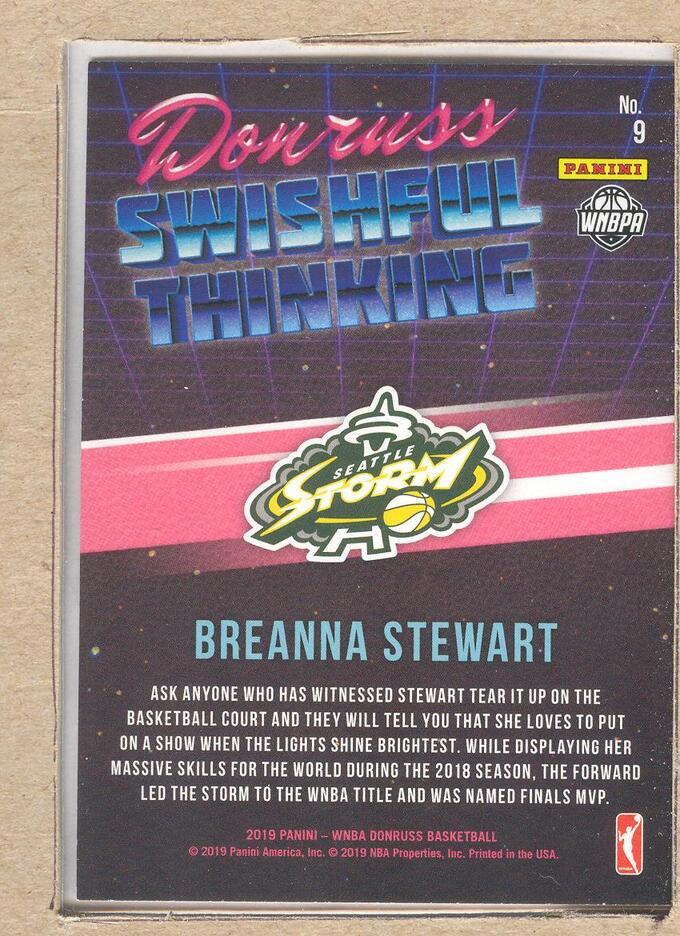 Donruss
SWISHFUL
THINKING
No.
9
PANINI
WNBPA
SEATTLE
STORM
BREANNA STEWART
ASK ANYONE WHO HAS WITNESSED STEWART TEAR IT UP ON THE
BASKETBALL COURT AND THEY WILL TELL YOU THAT SHE LOVES TO PUT
ON A SHOW WHEN THE LIGHTS SHINE BRIGHTEST. WHILE DISPLAYING HER
MASSIVE SKILLS FOR THE WORLD DURING THE 2018 SEASON, THE FORWARD
LED THE STORM TO THE WNBA TITLE AND WAS NAMED FINALS MVP.
2019 PANINI – WNBA DONRUSS BASKETBALL
© 2019 Panini America, Inc. © 2019 NBA Properties, Inc. Printed in the USA.